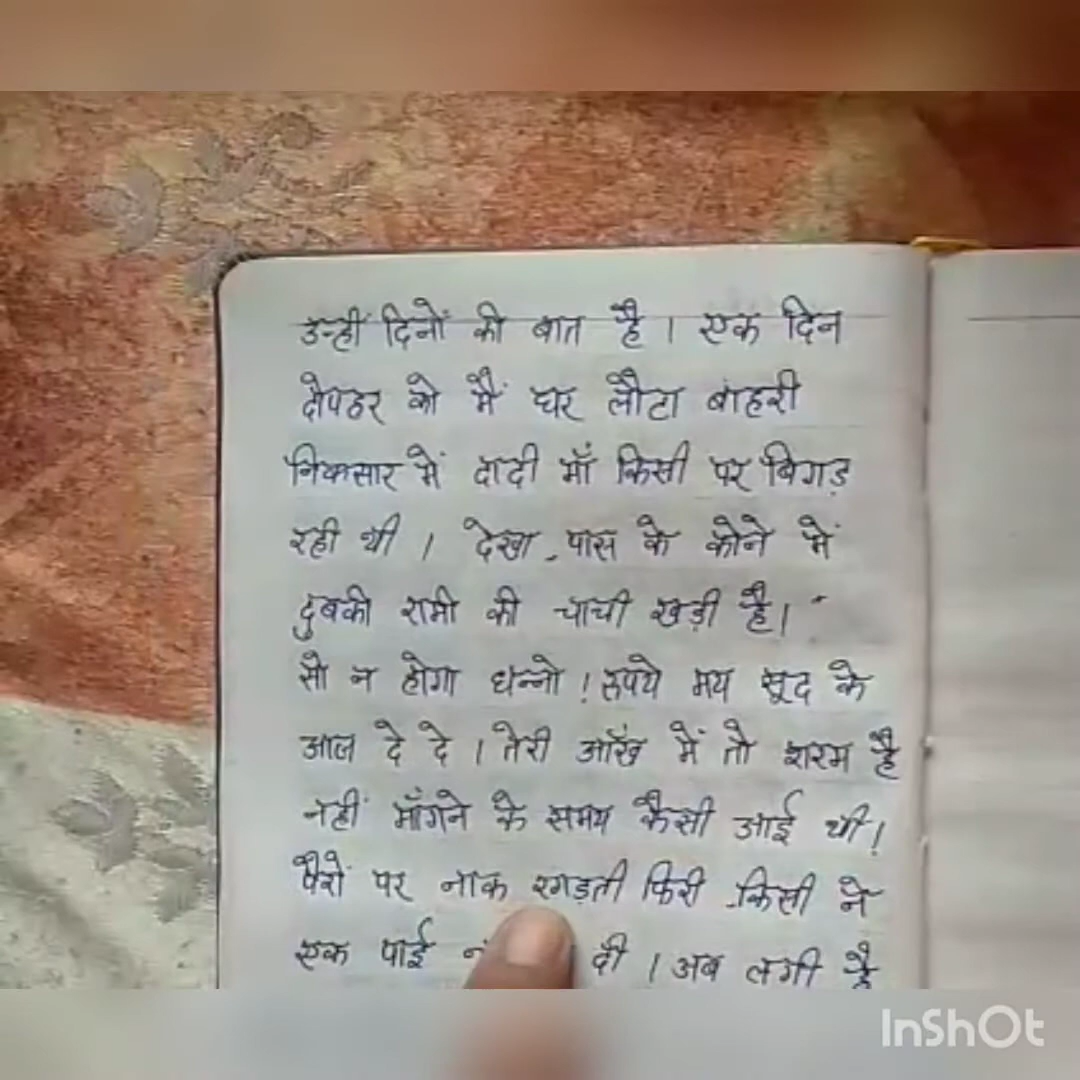 उन्हीं दिनों की बात है । एक दिन
दोपहर को मैं घर लौटा बाहरी
निकसार में दादी माँ किसी पर बिगड़
रही थी । देखा पास के कोने में
दुबकी रामी की चाची खड़ी है।
सो न होगा धन्नो ! रुपये मय सूद के
आज दे दे । तेरी आँख में तो शरम है
नहीं माँगने के समय कैसी आई थी !
पैरों पर नाक रगड़ती फिरी किसी ने
एक पाई दी । अब लगी है
InShOt